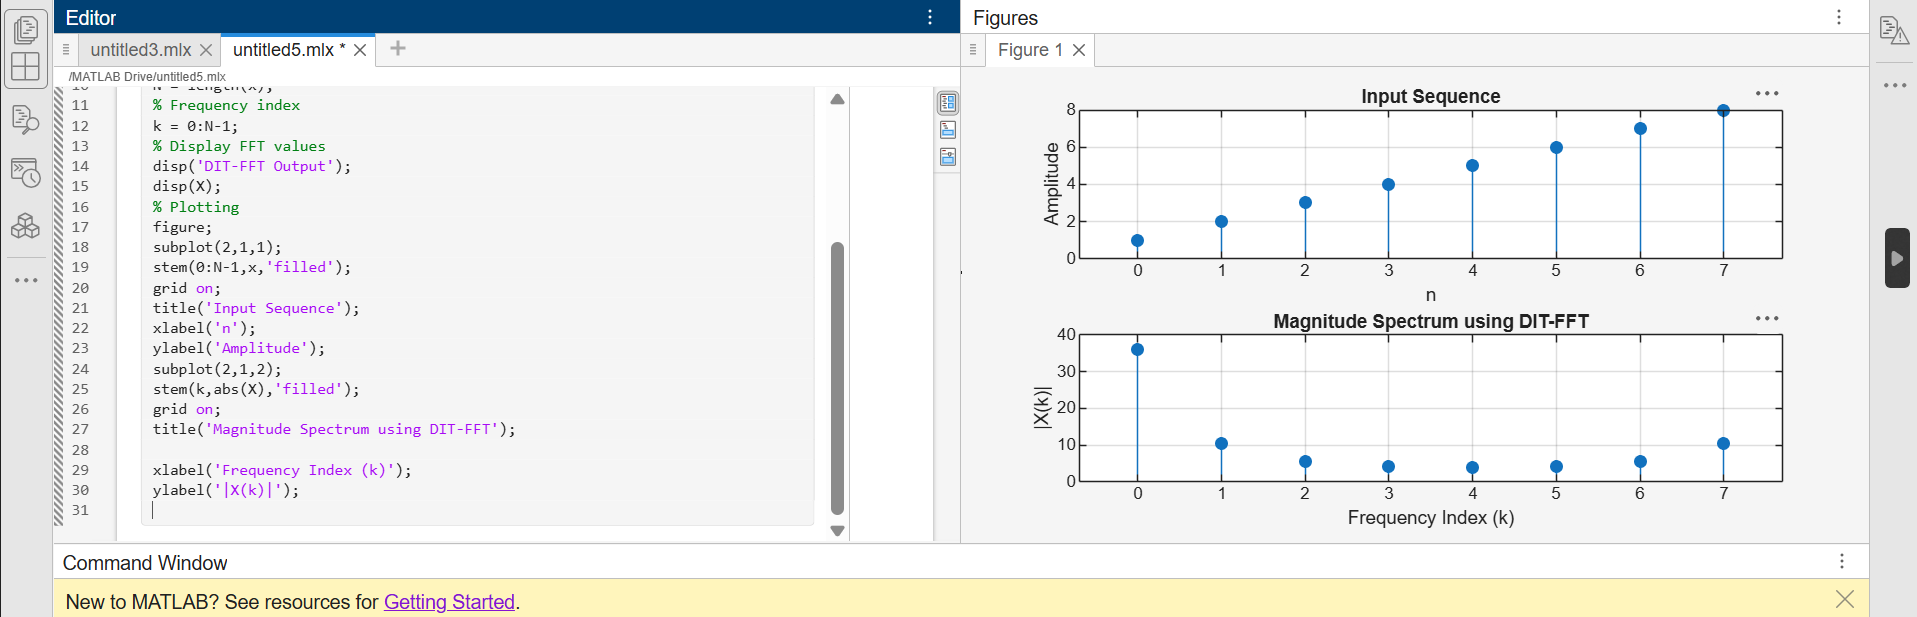 Editor
untitled3.mlx
untitled5.mlx *
/MATLAB Drive/untitled5.mlx
10 N = length(x);
11 % Frequency index
12 k = 0:N-1;
13 % Display FFT values
14 disp('DIT-FFT Output');
15 disp(X);
16 % Plotting
17 figure;
18 subplot(2,1,1);
19 stem(0:N-1,x,'filled');
20 grid on;
21 title('Input Sequence');
22 xlabel('n');
23 ylabel('Amplitude');
24 subplot(2,1,2);
25 stem(k,abs(X),'filled');
26 grid on;
27 title('Magnitude Spectrum using DIT-FFT');
28
29 xlabel('Frequency Index (k)');
30 ylabel('|X(k)|');
31
Figures
Figure 1
Input Sequence
Amplitude
8
6
4
2
0
0 1 2 3 4 5 6 7
n
Magnitude Spectrum using DIT-FFT
|X(k)|
40
30
20
10
0
0 1 2 3 4 5 6 7
Frequency Index (k)
Command Window
New to MATLAB? See resources for Getting Started.